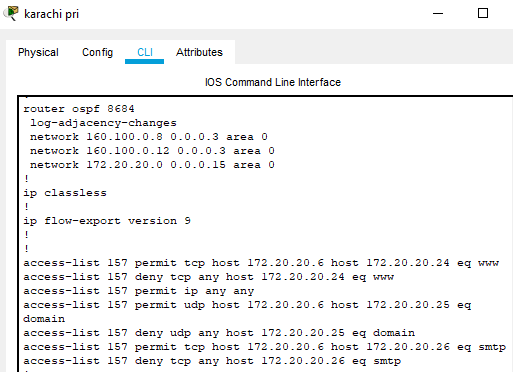 karachi pri
Physical Config CLI Attributes
IOS Command Line Interface
router ospf 8684
log-adjacency-changes
network 160.100.0.8 0.0.0.3 area 0
network 160.100.0.12 0.0.0.3 area 0
network 172.20.20.0 0.0.0.15 area 0
!
ip classless
!
ip flow-export version 9
!
!
access-list 157 permit tcp host 172.20.20.6 host 172.20.20.24 eq www
access-list 157 deny tcp any host 172.20.20.24 eq www
access-list 157 permit ip any any
access-list 157 permit udp host 172.20.20.6 host 172.20.20.25 eq
domain
access-list 157 deny udp any host 172.20.20.25 eq domain
access-list 157 permit tcp host 172.20.20.6 host 172.20.20.26 eq smtp
access-list 157 deny tcp any host 172.20.20.26 eq smtp